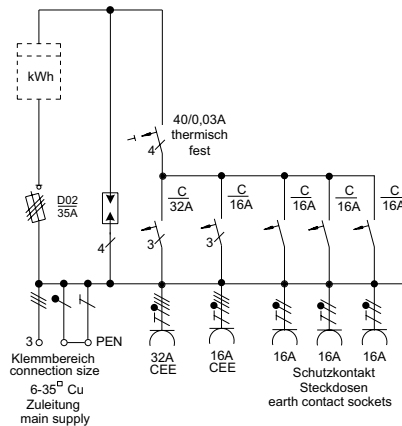 kWh
40/0,03A
thermisch
4
fest
D02
35A
4
C
32A
C
16A
C
16A
C
16A
C
16A
3
3
3
PEN
Klemmbereich
connection size
6-35□ Cu
Zuleitung
main supply
32A
CEE
16A
CEE
16A
16A
16A
Schutzkontakt
Steckdosen
earth contact sockets